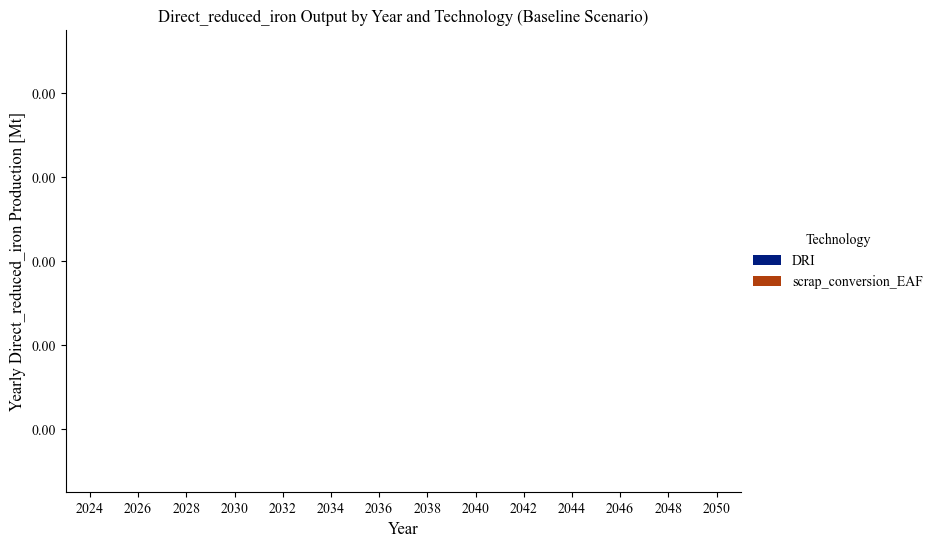 Direct_reduced_iron Output by Year and Technology (Baseline Scenario)
Yearly Direct_reduced_iron Production [Mt]
0.00
0.00
0.00
0.00
0.00
2024 2026 2028 2030 2032 2034 2036 2038 2040 2042 2044 2046 2048 2050
Year
Technology
DRI
scrap_conversion_EAF